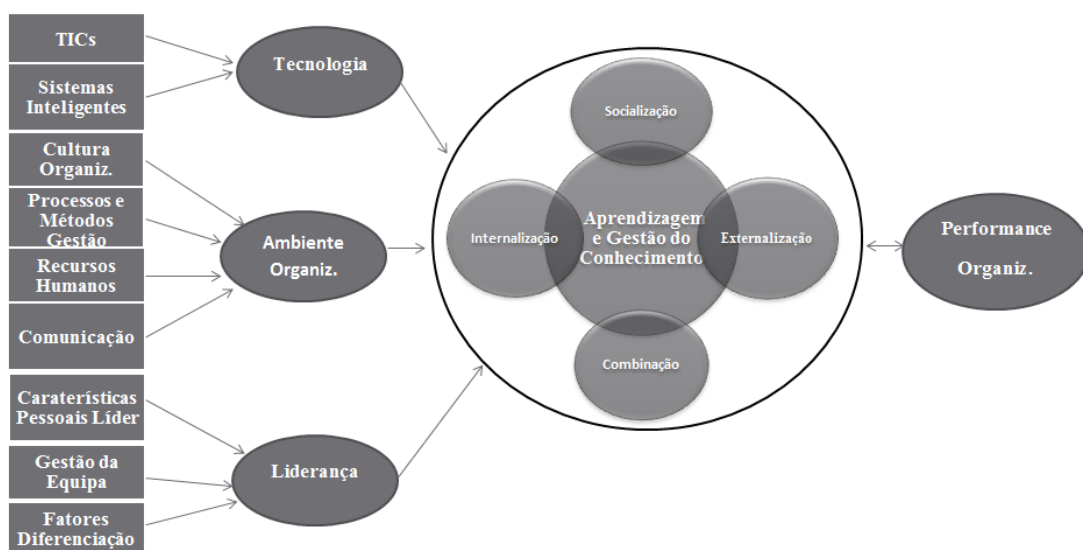 TICs
Sistemas
Inteligentes
Cultura
Organiz.
Processos e
Métodos
Gestão
Recursos
Humanos
Comunicação
Caraterísticas
Pessoais Líder
Gestão da
Equipa
Fatores
Diferenciação
Tecnologia
Ambiente
Organiz.
Liderança
Socialização
Internalização
Aprendizagem
e Gestão do
Conhecimento
Externalização
Combinação
Performance
Organiz.